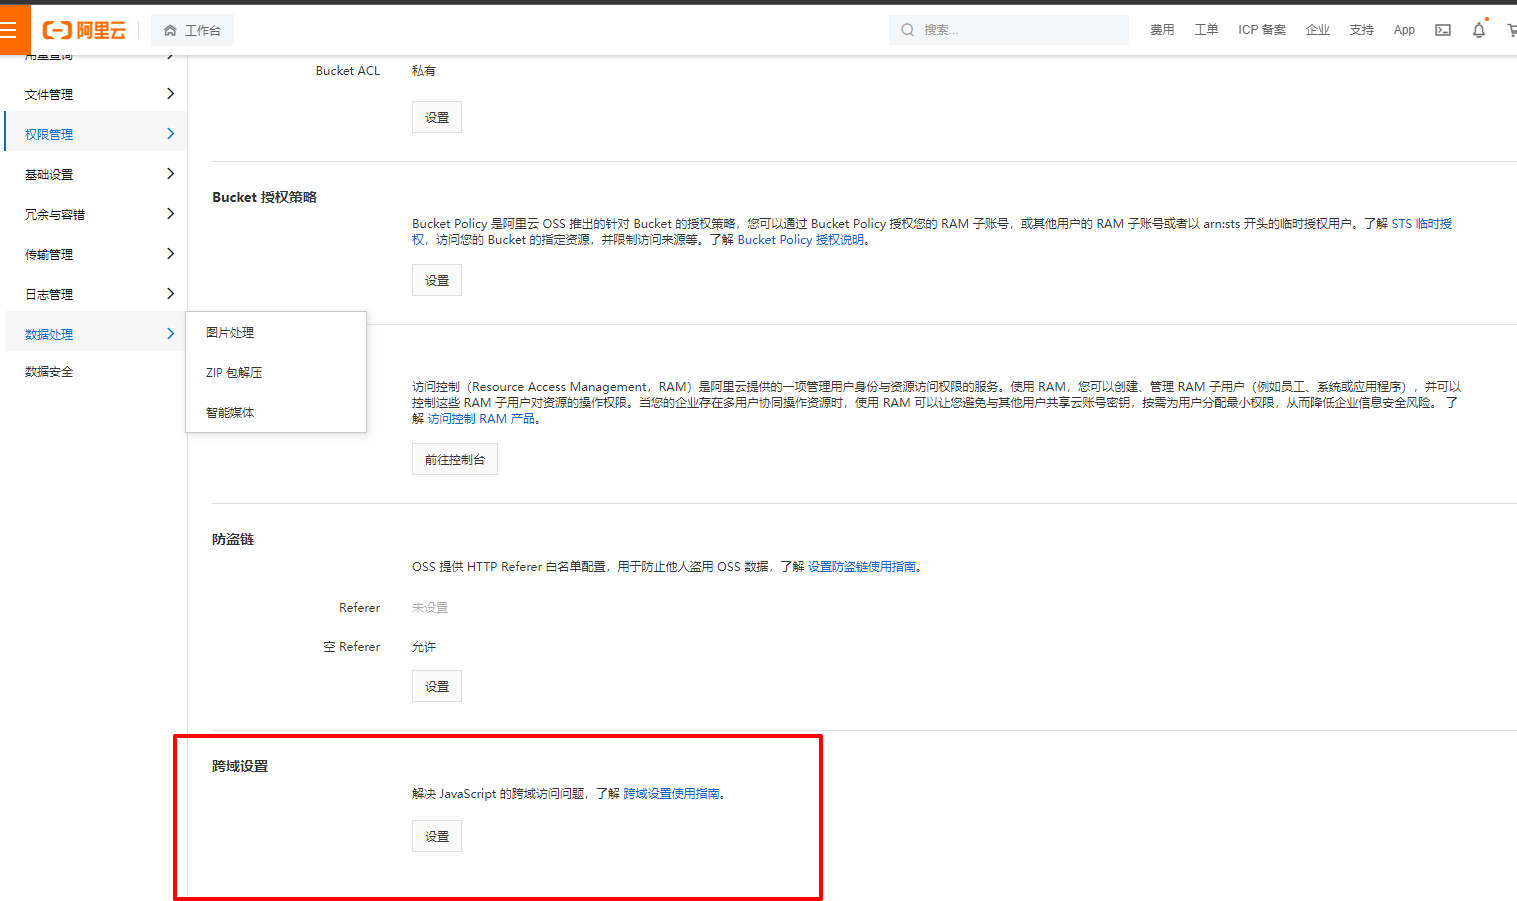 阿里云
工作台
搜索...
费用
工单
ICP 备案
企业
支持
App
用量查询
文件管理
权限管理
基础设置
冗余与容错
传输管理
日志管理
数据处理
数据安全
图片处理
ZIP 包解压
智能媒体
Bucket ACL
私有
设置
Bucket 授权策略
Bucket Policy 是阿里云 OSS 推出的针对 Bucket 的授权策略，您可以通过 Bucket Policy 授权您的 RAM 子账号，或其他用户的 RAM 子账号或者以 arn:sts 开头的临时授权用户。了解 STS 临时授
权，访问您的 Bucket 的指定资源，并限制访问来源等。了解 Bucket Policy 授权说明。
设置
访问控制（Resource Access Management，RAM）是阿里云提供的一项管理用户身份与资源访问权限的服务。使用 RAM，您可以创建、管理 RAM 子用户（例如员工、系统或应用程序），并可以
控制这些 RAM 子用户对资源的操作权限。当您的企业存在多用户协同操作资源时，使用 RAM 可以让您避免与其他用户共享云账号密钥，按需为用户分配最小权限，从而降低企业信息安全风险。 了
解 访问控制 RAM 产品。
前往控制台
防盗链
OSS 提供 HTTP Referer 白名单配置，用于防止他人盗用 OSS 数据，了解 设置防盗链使用指南。
Referer
未设置
空 Referer
允许
设置
跨域设置
解决 JavaScript 的跨域访问问题，了解 跨域设置使用指南。
设置